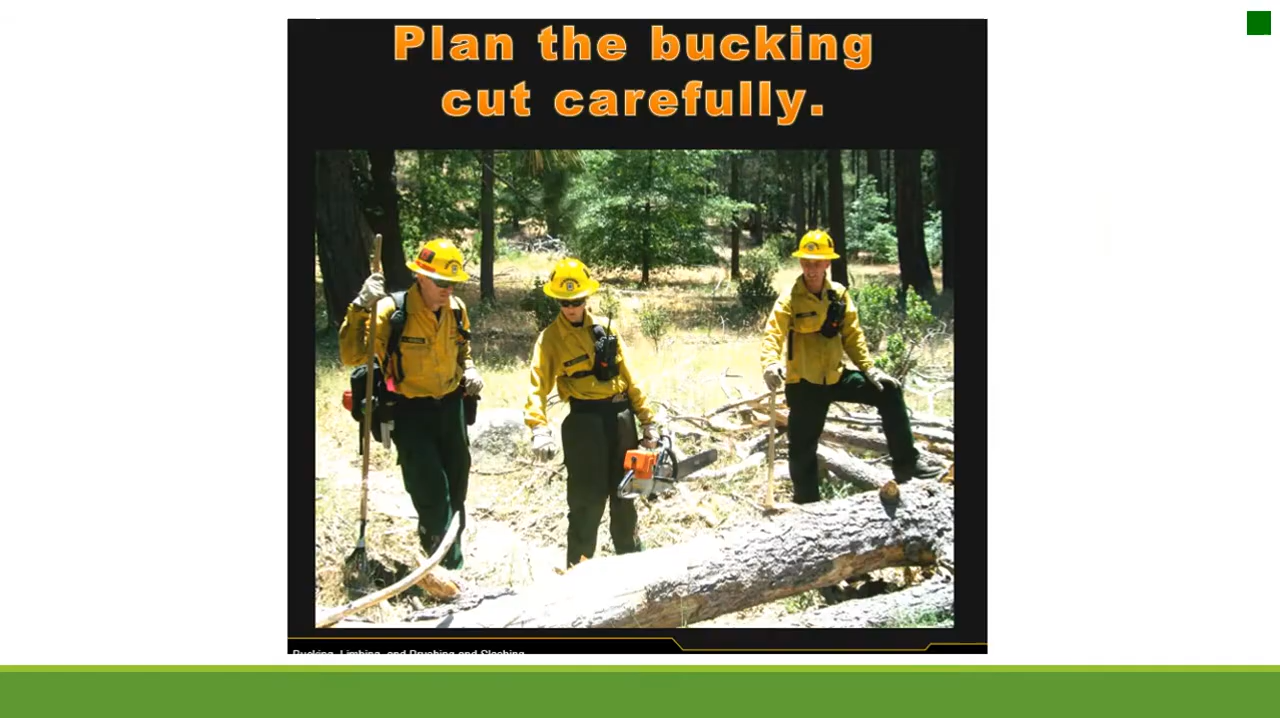 Plan the bucking
cut carefully.
Bucking, Limbing, and Brushing and Slashing